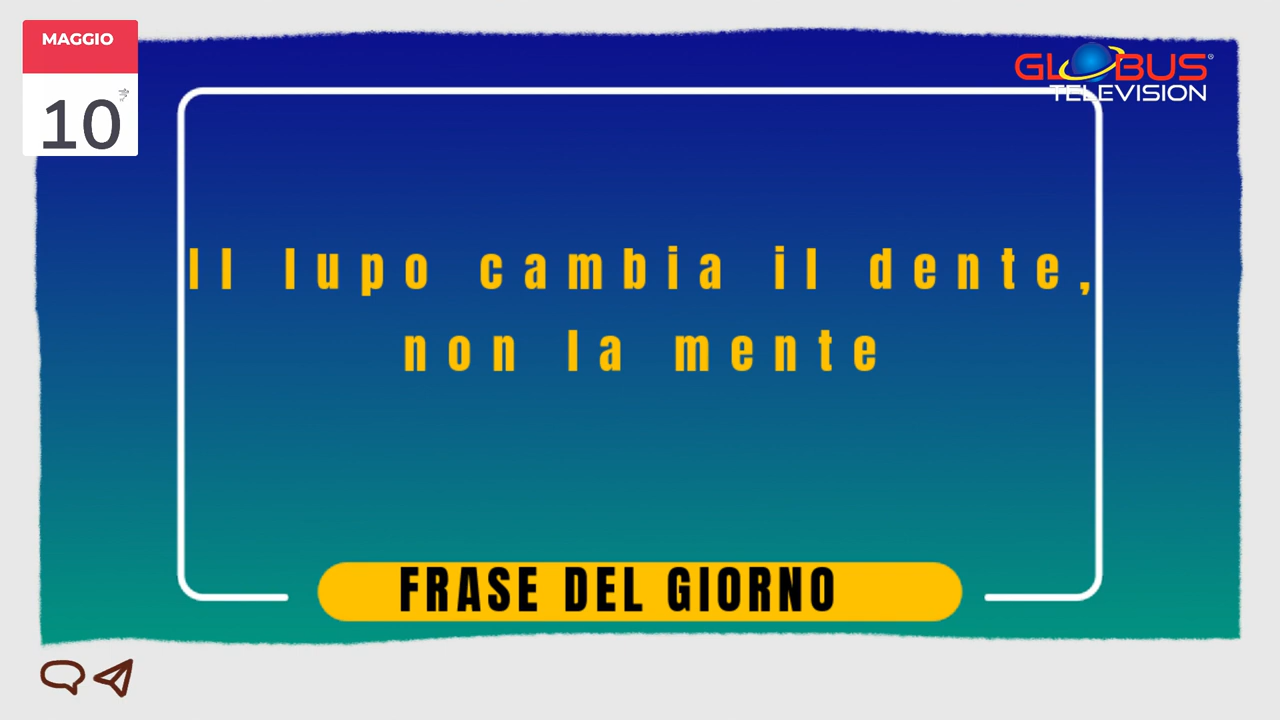 MAGGIO
10
GLOBUS®
TELEVISION
Il lupo cambia il dente,
non la mente
FRASE DEL GIORNO